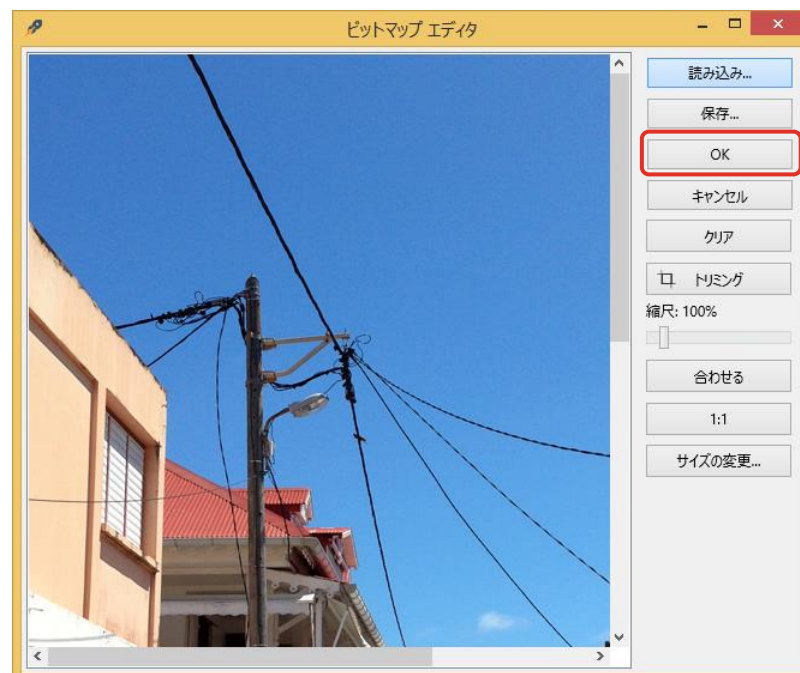 ビットマップ エディタ
読み込み...
保存...
OK
キャンセル
クリア
トリミング
縮尺: 100%
合わせる
1:1
サイズの変更...